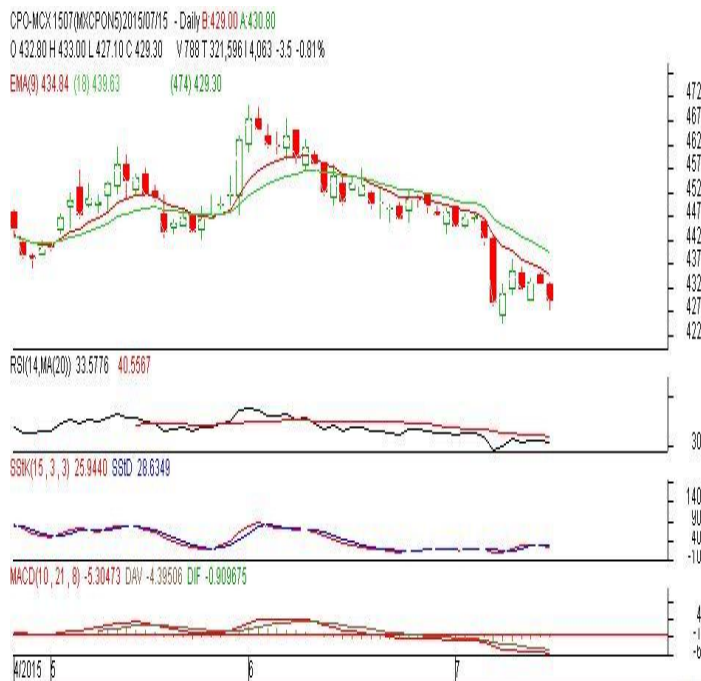 CPO-MCX 1507(MXCPON5)2015/07/15 - Daily B:429.00 A:430.80
O 432.80 H 433.00 L 427.10 C 429.30 V 788 T 321,596 I 4,063 -3.5 -0.81%
EMA(9) 434.84 (18) 439.63 (474) 429.30
472
467
462
457
452
447
442
437
432
427
422
RSI(14,MA(20)) 33.5776 40.5567
30
SStK(15 , 3 , 3) 25.9440 SStD 28.6349
140
90
40
-10
MACD(10 , 21 , 8) -5.30473 DAV -4.39506 DIF -0.909675
4
-1
-6
4/2015 5 6 7